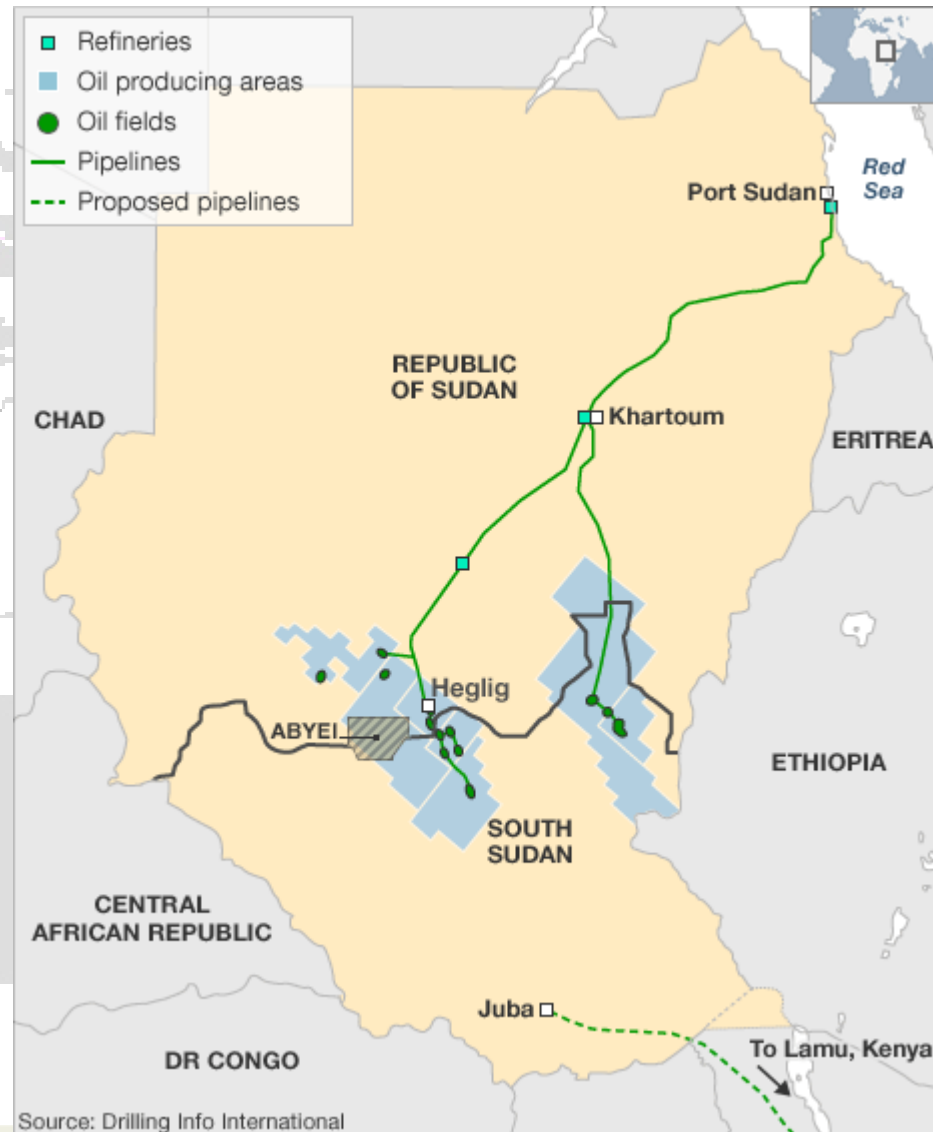 Refineries
Oil producing areas
Oil fields
Pipelines
Proposed pipelines
Red
Sea
Port Sudan
REPUBLIC
OF SUDAN
CHAD
Khartoum
ERITREA
Heglig
ABYEI
ETHIOPIA
SOUTH
SUDAN
CENTRAL
AFRICAN REPUBLIC
Juba
DR CONGO
To Lamu, Kenya
Source: Drilling Info International